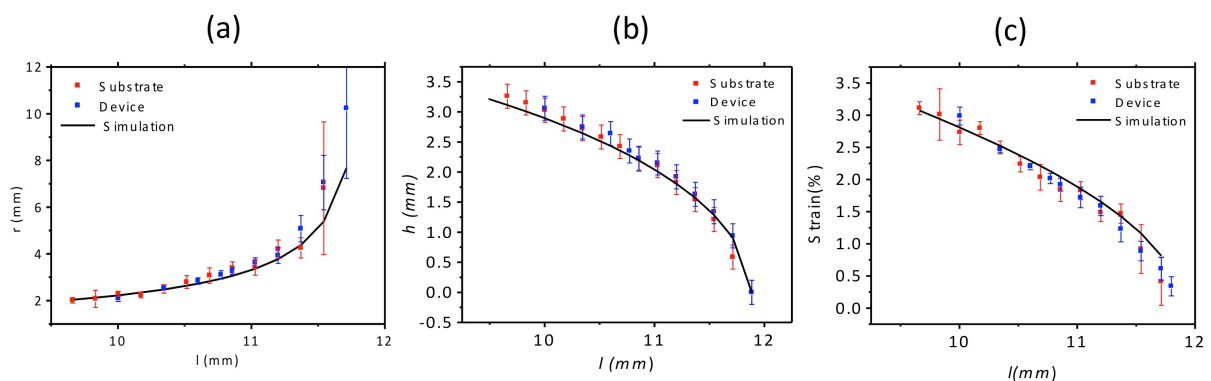 (a)
(b)
(c)
12
10
8
6
4
2
r (mm)
Substrate
Device
Simulation
10
11
12
l (mm)
3.5
3.0
2.5
2.0
1.5
1.0
0.5
0.0
-0.5
h (mm)
Substrate
Device
Simulation
10
11
12
l (mm)
3.5
3.0
2.5
2.0
1.5
1.0
0.5
0.0
Strain(%)
Substrate
Device
Simulation
10
11
12
l(mm)